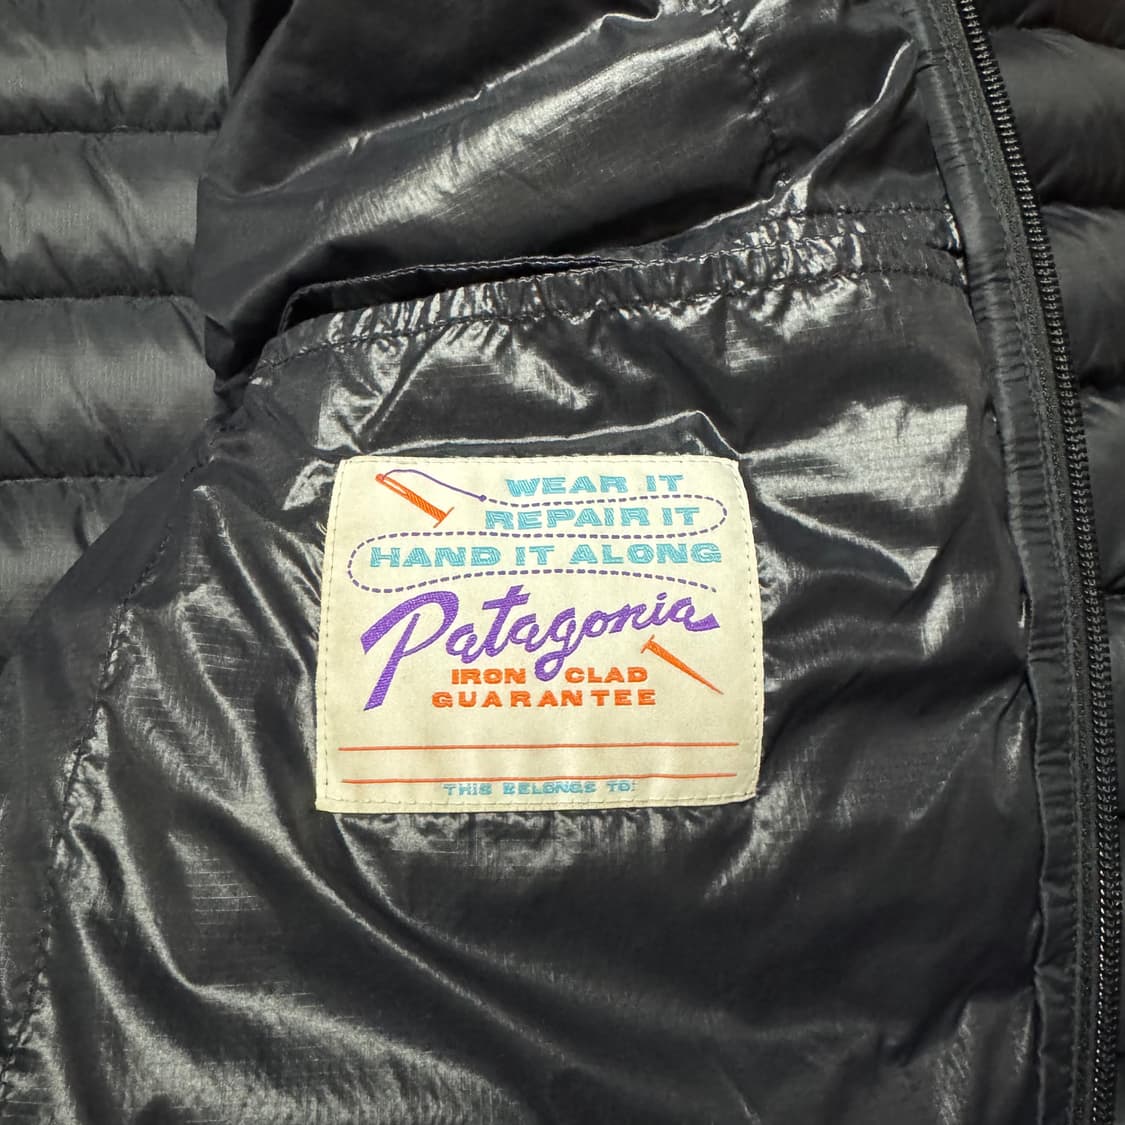 WEAR IT
REPAIR IT
HAND IT ALONG
Patagonia
IRON CLAD
GUARANTEE
THIS BELONGS TO: